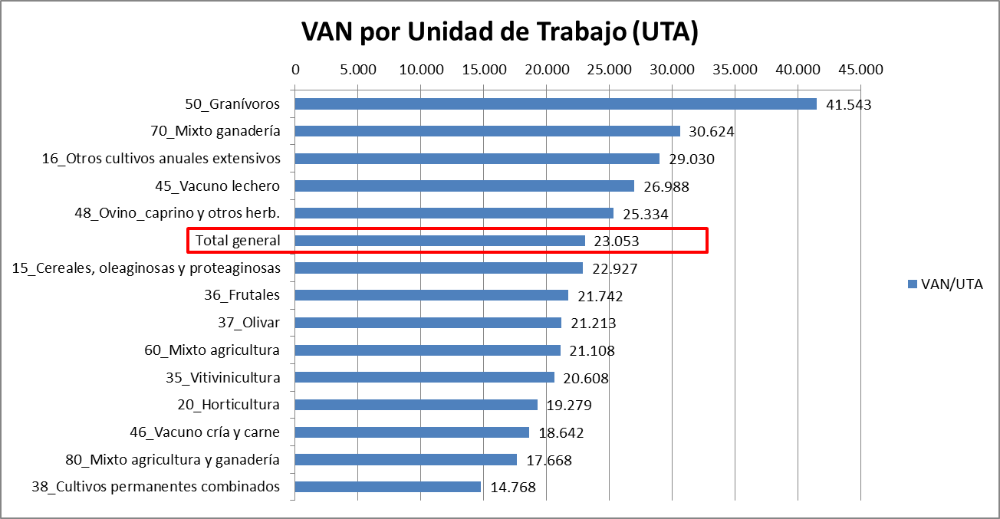 VAN por Unidad de Trabajo (UTA)
0 5.000 10.000 15.000 20.000 25.000 30.000 35.000 40.000 45.000
50_Granívoros 41.543
70_Mixto ganadería 30.624
16_Otros cultivos anuales extensivos 29.030
45_Vacuno lechero 26.988
48_Ovino_caprino y otros herb. 25.334
Total general 23.053
15_Cereales, oleaginosas y proteaginosas 22.927
36_Frutales 21.742
37_Olivar 21.213
60_Mixto agricultura 21.108
35_Vitivinicultura 20.608
20_Horticultura 19.279
46_Vacuno cría y carne 18.642
80_Mixto agricultura y ganadería 17.668
38_Cultivos permanentes combinados 14.768
VAN/UTA